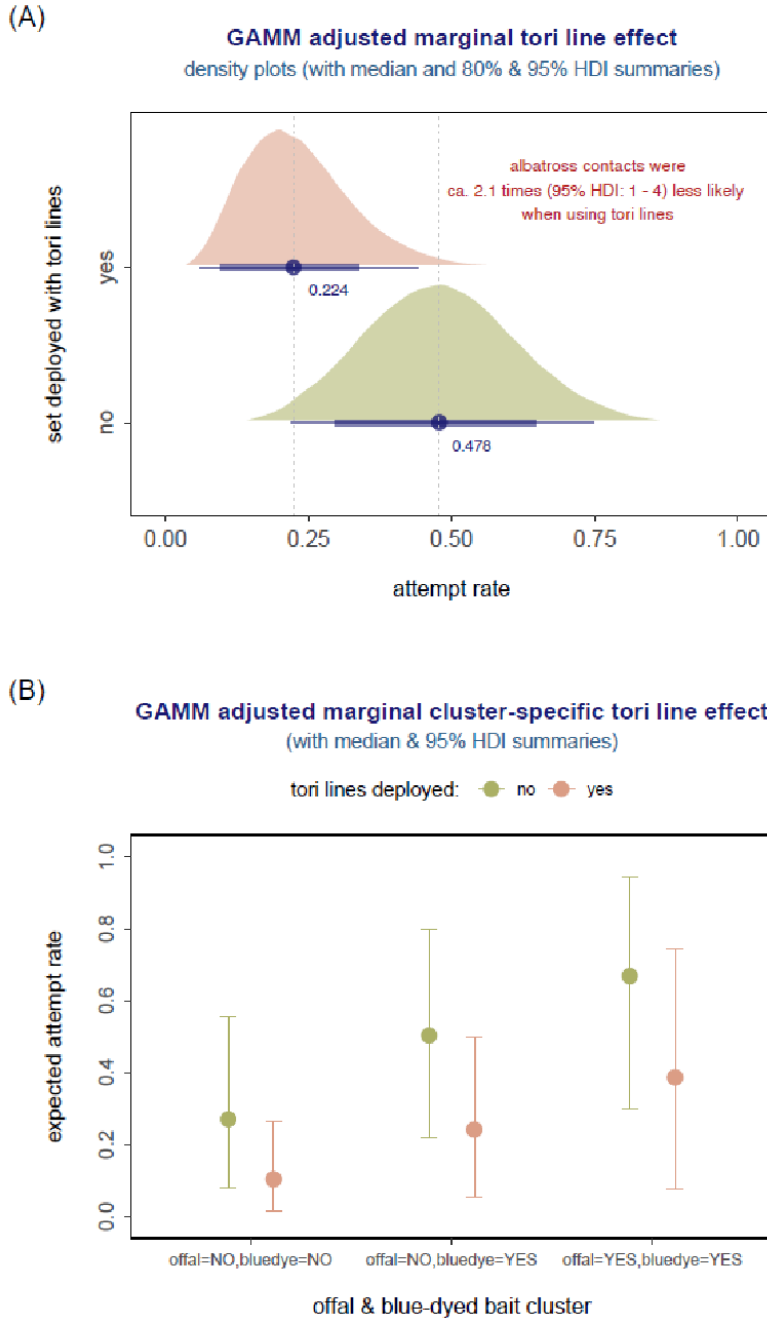 (A)
GAMM adjusted marginal tori line effect
density plots (with median and 80% & 95% HDI summaries)
albatross contacts were
ca. 2.1 times (95% HDI: 1 - 4) less likely
when using tori lines
set deployed with tori lines
yes
0.224
no
0.478
0.00 0.25 0.50 0.75 1.00
attempt rate
(B)
GAMM adjusted marginal cluster-specific tori line effect
(with median & 95% HDI summaries)
tori lines deployed: no yes
expected attempt rate
1.0
0.8
0.6
0.4
0.2
0.0
offal=NO,bluedye=NO offal=NO,bluedye=YES offal=YES,bluedye=YES
offal & blue-dyed bait cluster